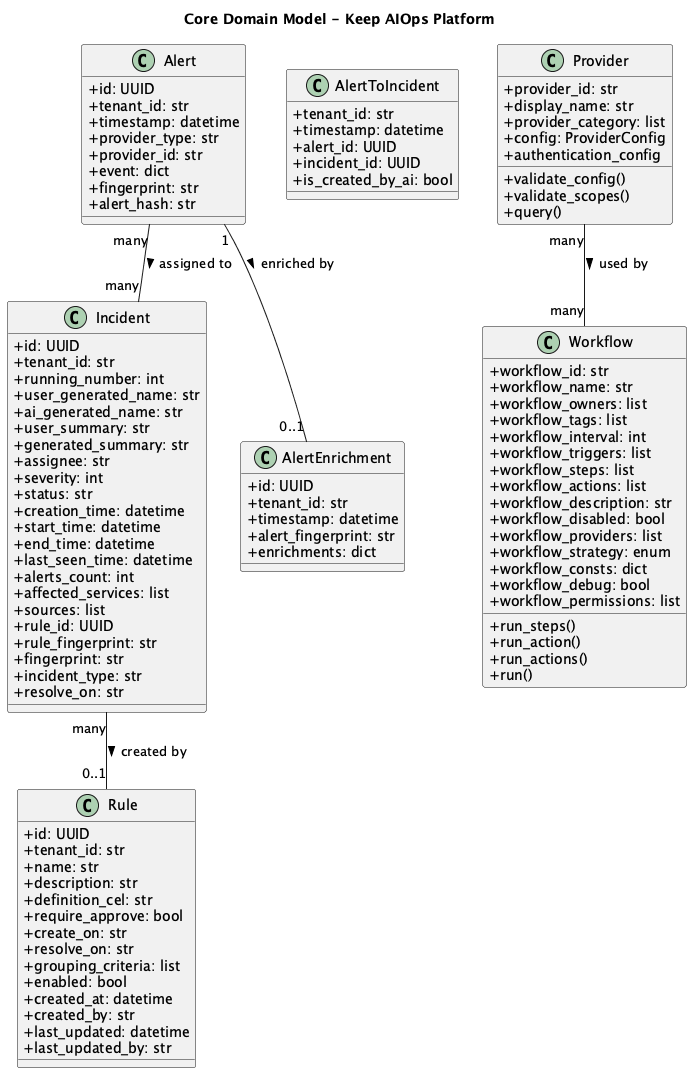 Core Domain Model - Keep AIOps Platform
C Alert
+id: UUID
+tenant_id: str
+timestamp: datetime
+provider_type: str
+provider_id: str
+event: dict
+fingerprint: str
+alert_hash: str
C AlertToIncident
+tenant_id: str
+timestamp: datetime
+alert_id: UUID
+incident_id: UUID
+is_created_by_ai: bool
C Provider
+provider_id: str
+display_name: str
+provider_category: list
+config: ProviderConfig
+authentication_config
+validate_config()
+validate_scopes()
+query()
many
assigned to
many
1
enriched by
0..1
many
used by
many
C Incident
+id: UUID
+tenant_id: str
+running_number: int
+user_generated_name: str
+ai_generated_name: str
+user_summary: str
+generated_summary: str
+assignee: str
+severity: int
+status: str
+creation_time: datetime
+start_time: datetime
+end_time: datetime
+last_seen_time: datetime
+alerts_count: int
+affected_services: list
+sources: list
+rule_id: UUID
+rule_fingerprint: str
+fingerprint: str
+incident_type: str
+resolve_on: str
C AlertEnrichment
+id: UUID
+tenant_id: str
+timestamp: datetime
+alert_fingerprint: str
+enrichments: dict
C Workflow
+workflow_id: str
+workflow_name: str
+workflow_owners: list
+workflow_tags: list
+workflow_interval: int
+workflow_triggers: list
+workflow_steps: list
+workflow_actions: list
+workflow_description: str
+workflow_disabled: bool
+workflow_providers: list
+workflow_strategy: enum
+workflow_consts: dict
+workflow_debug: bool
+workflow_permissions: list
+run_steps()
+run_action()
+run_actions()
+run()
many
created by
0..1
C Rule
+id: UUID
+tenant_id: str
+name: str
+description: str
+definition_cel: str
+require_approve: bool
+create_on: str
+resolve_on: str
+grouping_criteria: list
+enabled: bool
+created_at: datetime
+created_by: str
+last_updated: datetime
+last_updated_by: str